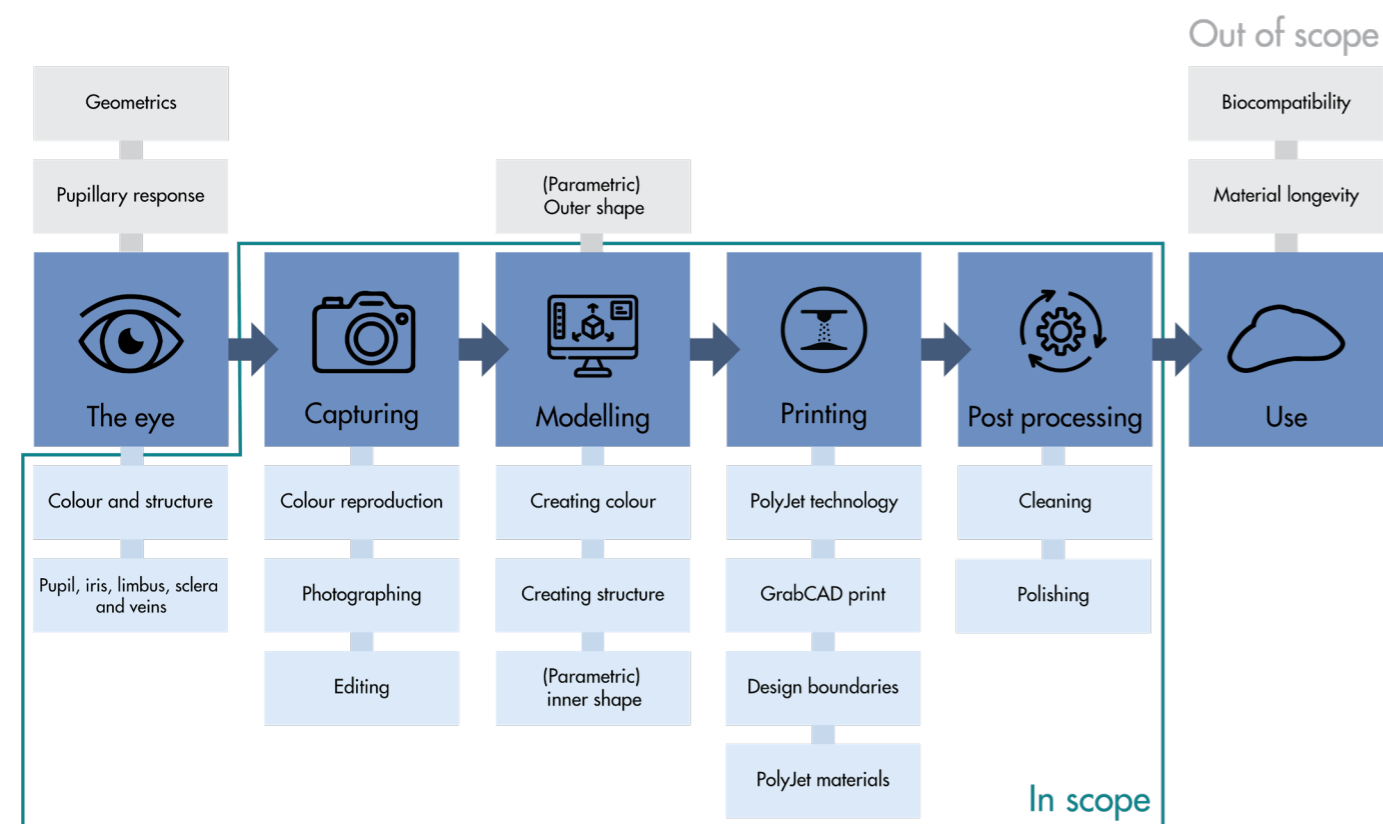 Out of scope
Geometrics
Biocompatibility
Pupillary response
(Parametric)
Outer shape
Material longevity
The eye
Capturing
Modelling
Printing
Post processing
Use
Colour and structure
Colour reproduction
Creating colour
PolyJet technology
Cleaning
Pupil, iris, limbus, sclera
and veins
Photographing
Creating structure
GrabCAD print
Polishing
Editing
(Parametric)
inner shape
Design boundaries
PolyJet materials
In scope